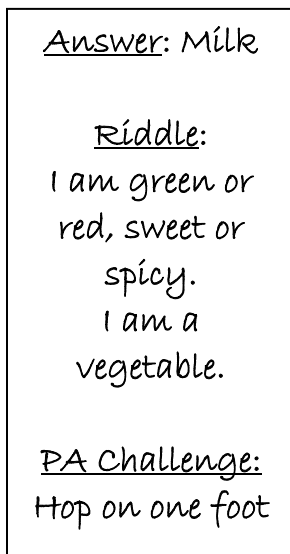 Answer: Milk
Riddle:
I am green or
red, sweet or
spicy.
I am a
vegetable.
PA Challenge:
Hop on one foot